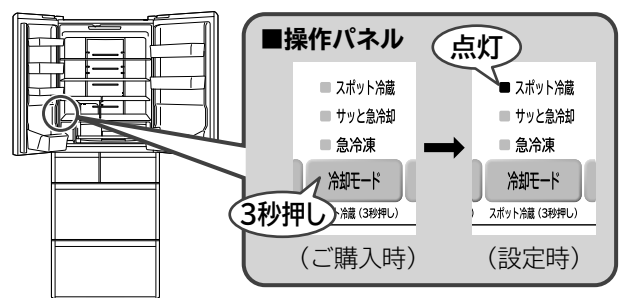 ■操作パネル
点灯
スポット冷蔵
サッと急冷却
急冷凍
冷却モード
3秒押し
ット冷蔵（3秒押し）
（ご購入時）
スポット冷蔵
サッと急冷却
急冷凍
冷却モード
スポット冷蔵（3秒押し）
（設定時）